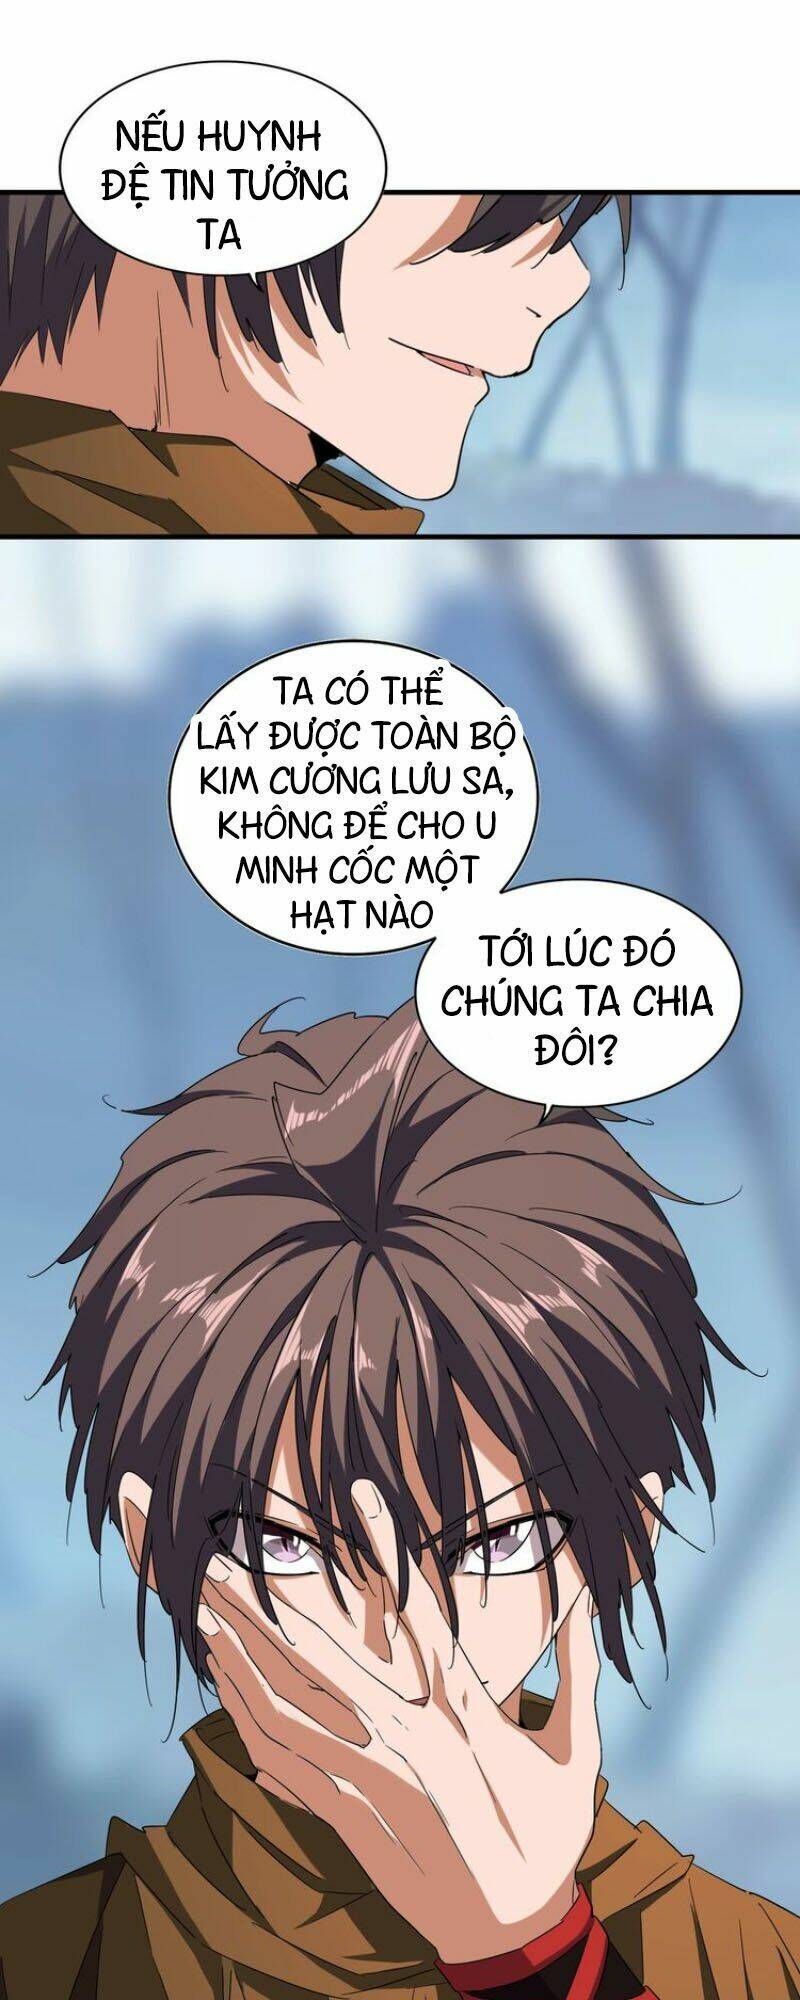 NẾU HUYNH
ĐỆ TIN TƯỞNG
TA
TA CÓ THỂ
LẤY ĐƯỢC TOÀN BỘ
KIM CƯƠNG LƯU SA,
KHÔNG ĐỂ CHO U
MINH CỐC MỘT
HẠT NÀO
TỚI LÚC ĐÓ
CHÚNG TA CHIA
ĐÔI?